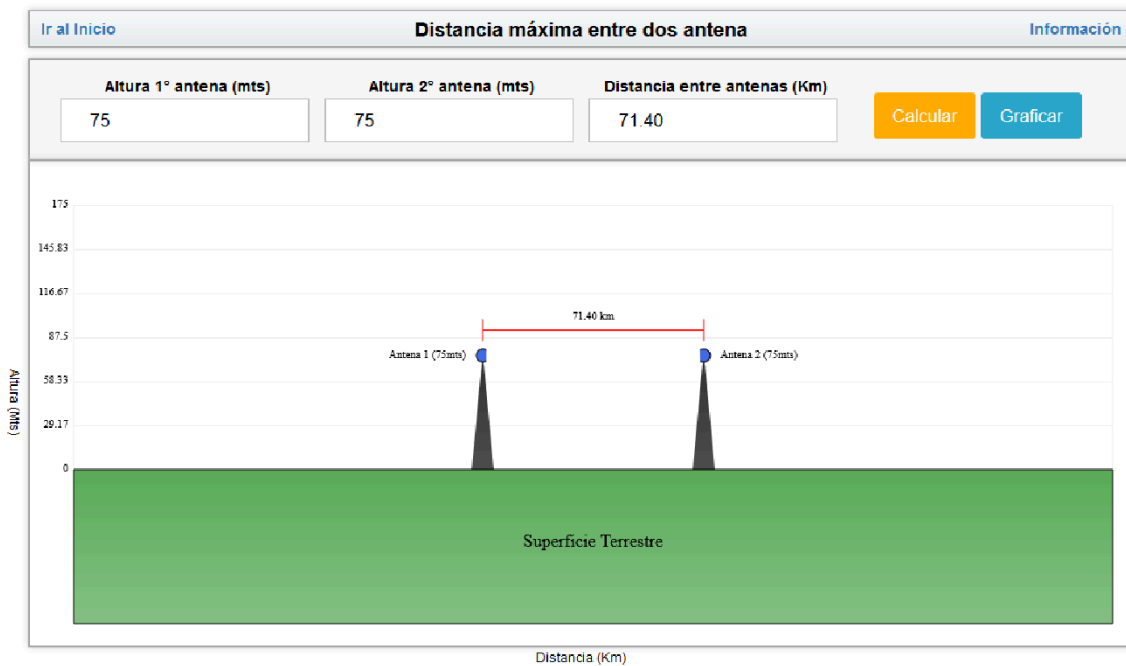 Ir al Inicio
Distancia máxima entre dos antena
Información
Altura 1° antena (mts)
Altura 2° antena (mts)
Distancia entre antenas (Km)
75
75
71.40
Calcular
Graficar
175
145.83
116.67
87.5
58.33
29.17
0
Altura (Mts)
71.40 km
Antena 1 (75mts)
Antena 2 (75mts)
Superficie Terrestre
Distancia (Km)